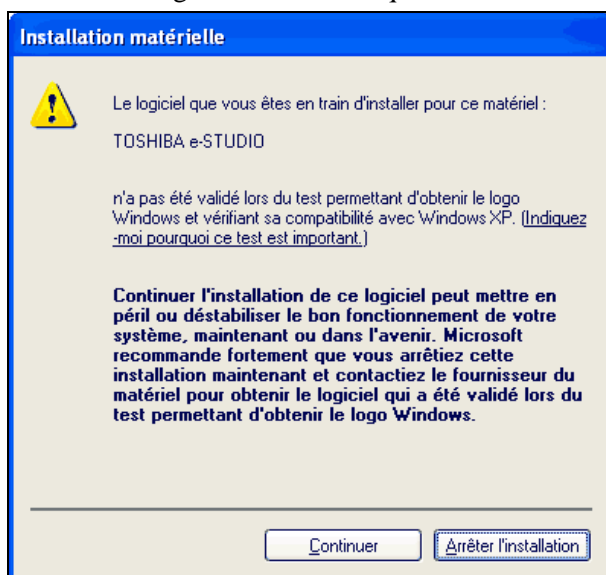 Installation matérielle
Le logiciel que vous êtes en train d'installer pour ce matériel :
TOSHIBA e-STUDIO
n'a pas été validé lors du test permettant d'obtenir le logo
Windows et vérifiant sa compatibilité avec Windows XP. (Indiquez
-moi pourquoi ce test est important.)
Continuer l'installation de ce logiciel peut mettre en
péril ou déstabiliser le bon fonctionnement de votre
système, maintenant ou dans l'avenir. Microsoft
recommande fortement que vous arrêtiez cette
installation maintenant et contactiez le fournisseur du
matériel pour obtenir le logiciel qui a été validé lors du
test permettant d'obtenir le logo Windows.
Continuer
Arrêter l'installation